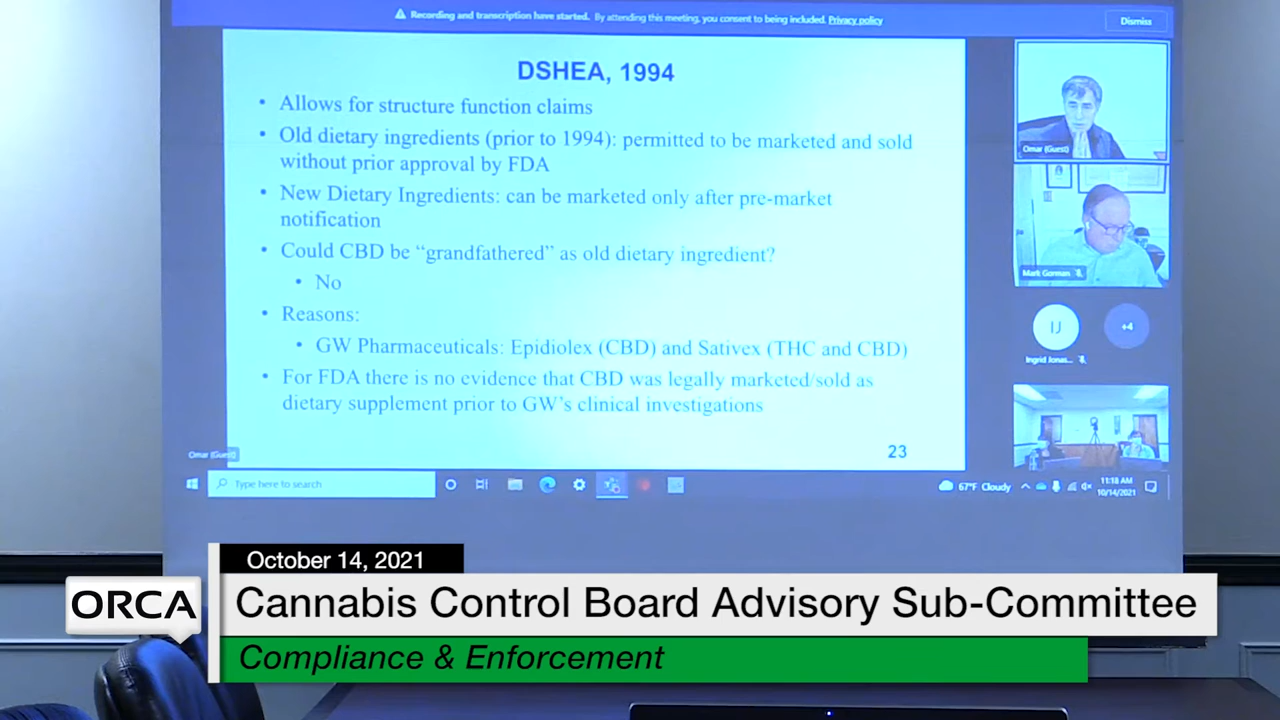 Recording and transcription have started. By attending this meeting, you consent to being included. Privacy policy
Dismiss
DSHEA, 1994
• Allows for structure function claims
• Old dietary ingredients (prior to 1994): permitted to be marketed and sold
without prior approval by FDA
• New Dietary Ingredients: can be marketed only after pre-market
notification
• Could CBD be “grandfathered” as old dietary ingredient?
• No
• Reasons:
• GW Pharmaceuticals: Epidiolex (CBD) and Sativex (THC and CBD)
• For FDA there is no evidence that CBD was legally marketed/sold as
dietary supplement prior to GW's clinical investigations
23
Omar (Guest)
Omar (Guest)
Mark Gorman
IJ
+4
Ingrid Jonas...
Type here to search
67°F Cloudy
11:18 AM
10/14/2021
October 14, 2021
ORCA
Cannabis Control Board Advisory Sub-Committee
Compliance & Enforcement